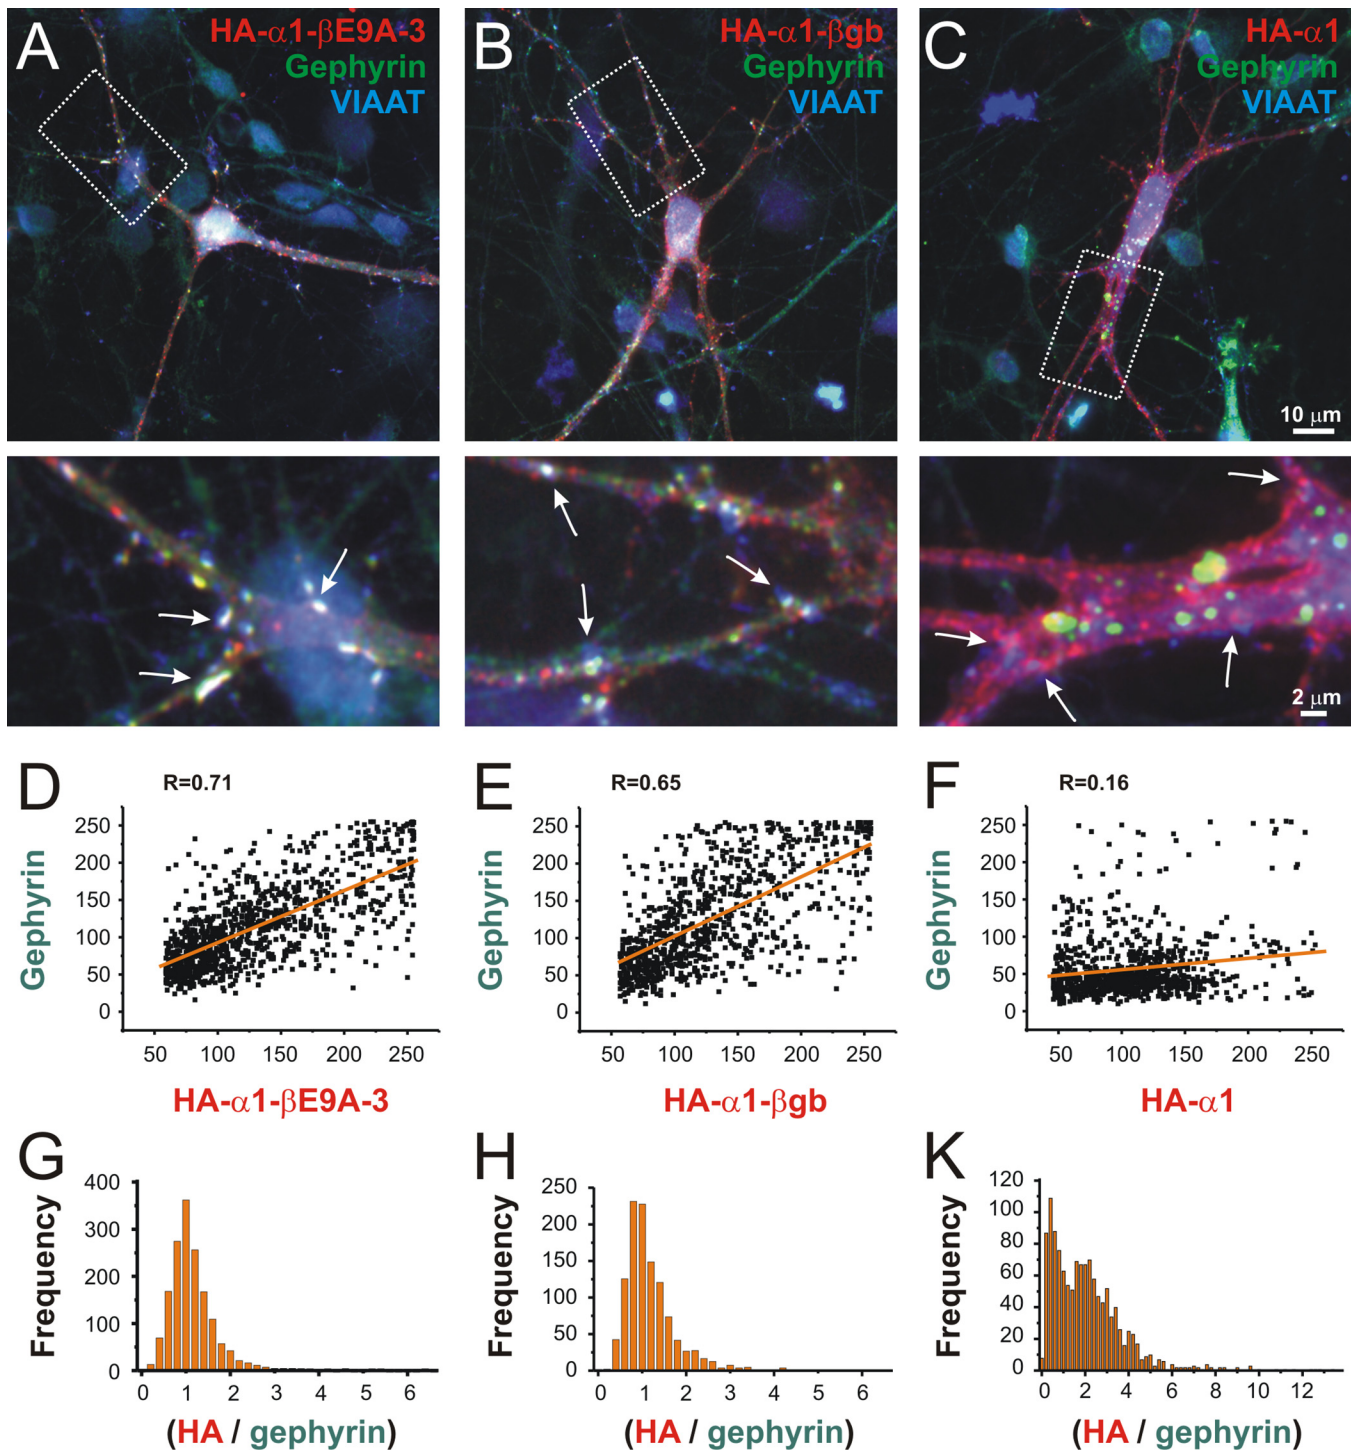 A
HA-α1-βE9A-3
Gephyrin
VIAAT
B
HA-α1-βgb
Gephyrin
VIAAT
C
HA-α1
Gephyrin
VIAAT
10 μm
2 μm
D
R=0.71
Gephyrin
250
200
150
100
50
0
50 100 150 200 250
HA-α1-βE9A-3
E
R=0.65
Gephyrin
250
200
150
100
50
0
50 100 150 200 250
HA-α1-βgb
F
R=0.16
Gephyrin
250
200
150
100
50
0
50 100 150 200 250
HA-α1
G
Frequency
400
300
200
100
0
0 1 2 3 4 5 6
(HA / gephyrin)
H
Frequency
250
200
150
100
50
0
0 1 2 3 4 5 6
(HA / gephyrin)
K
Frequency
120
100
80
60
40
20
0
0 2 4 6 8 10 12
(HA / gephyrin)